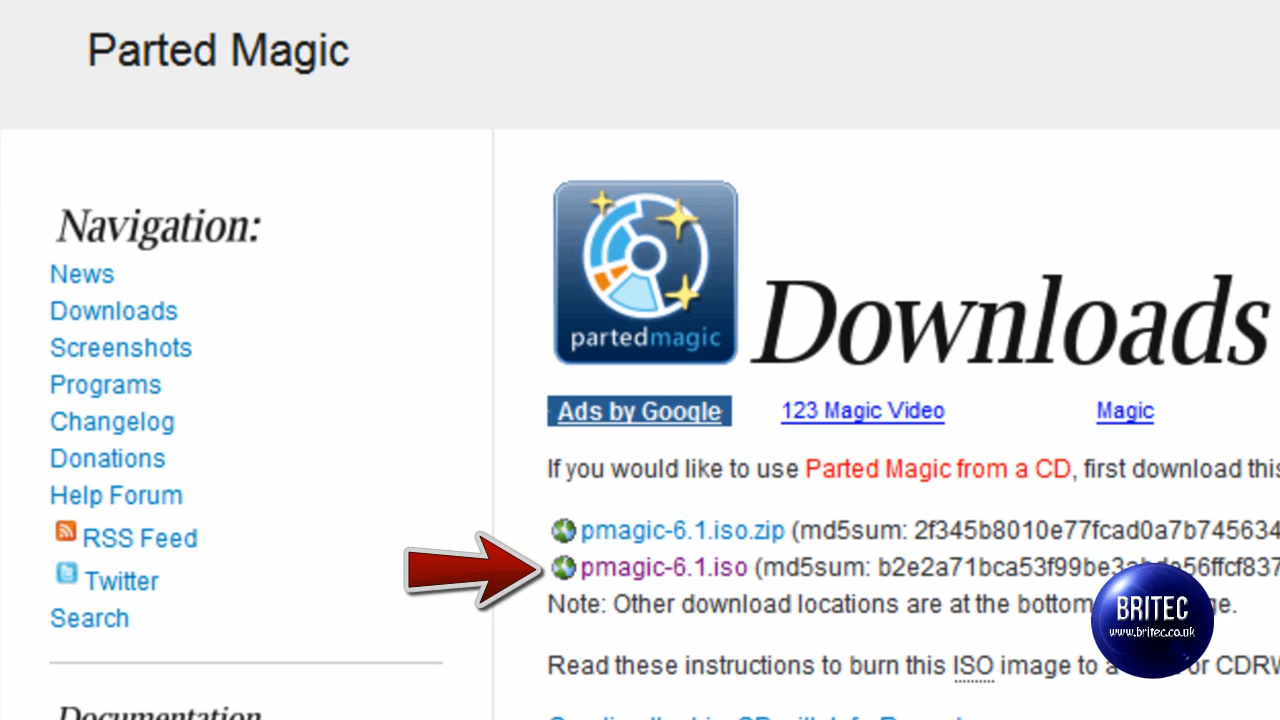 Parted Magic
Navigation:
News
Downloads
Screenshots
Programs
Changelog
Donations
Help Forum
RSS Feed
Twitter
Search
Documentation
partedmagic
Downloads
Ads by Google
123 Magic Video
Magic
If you would like to use Parted Magic from a CD, first download this
pmagic-6.1.iso.zip (md5sum: 2f345b8010e77fcad0a7b745634
pmagic-6.1.iso (md5sum:
Note: Other download locations are at the bottom
Read these instructions to burn this ISO image to a or CDRW
BRITEC
www.britec.co.uk